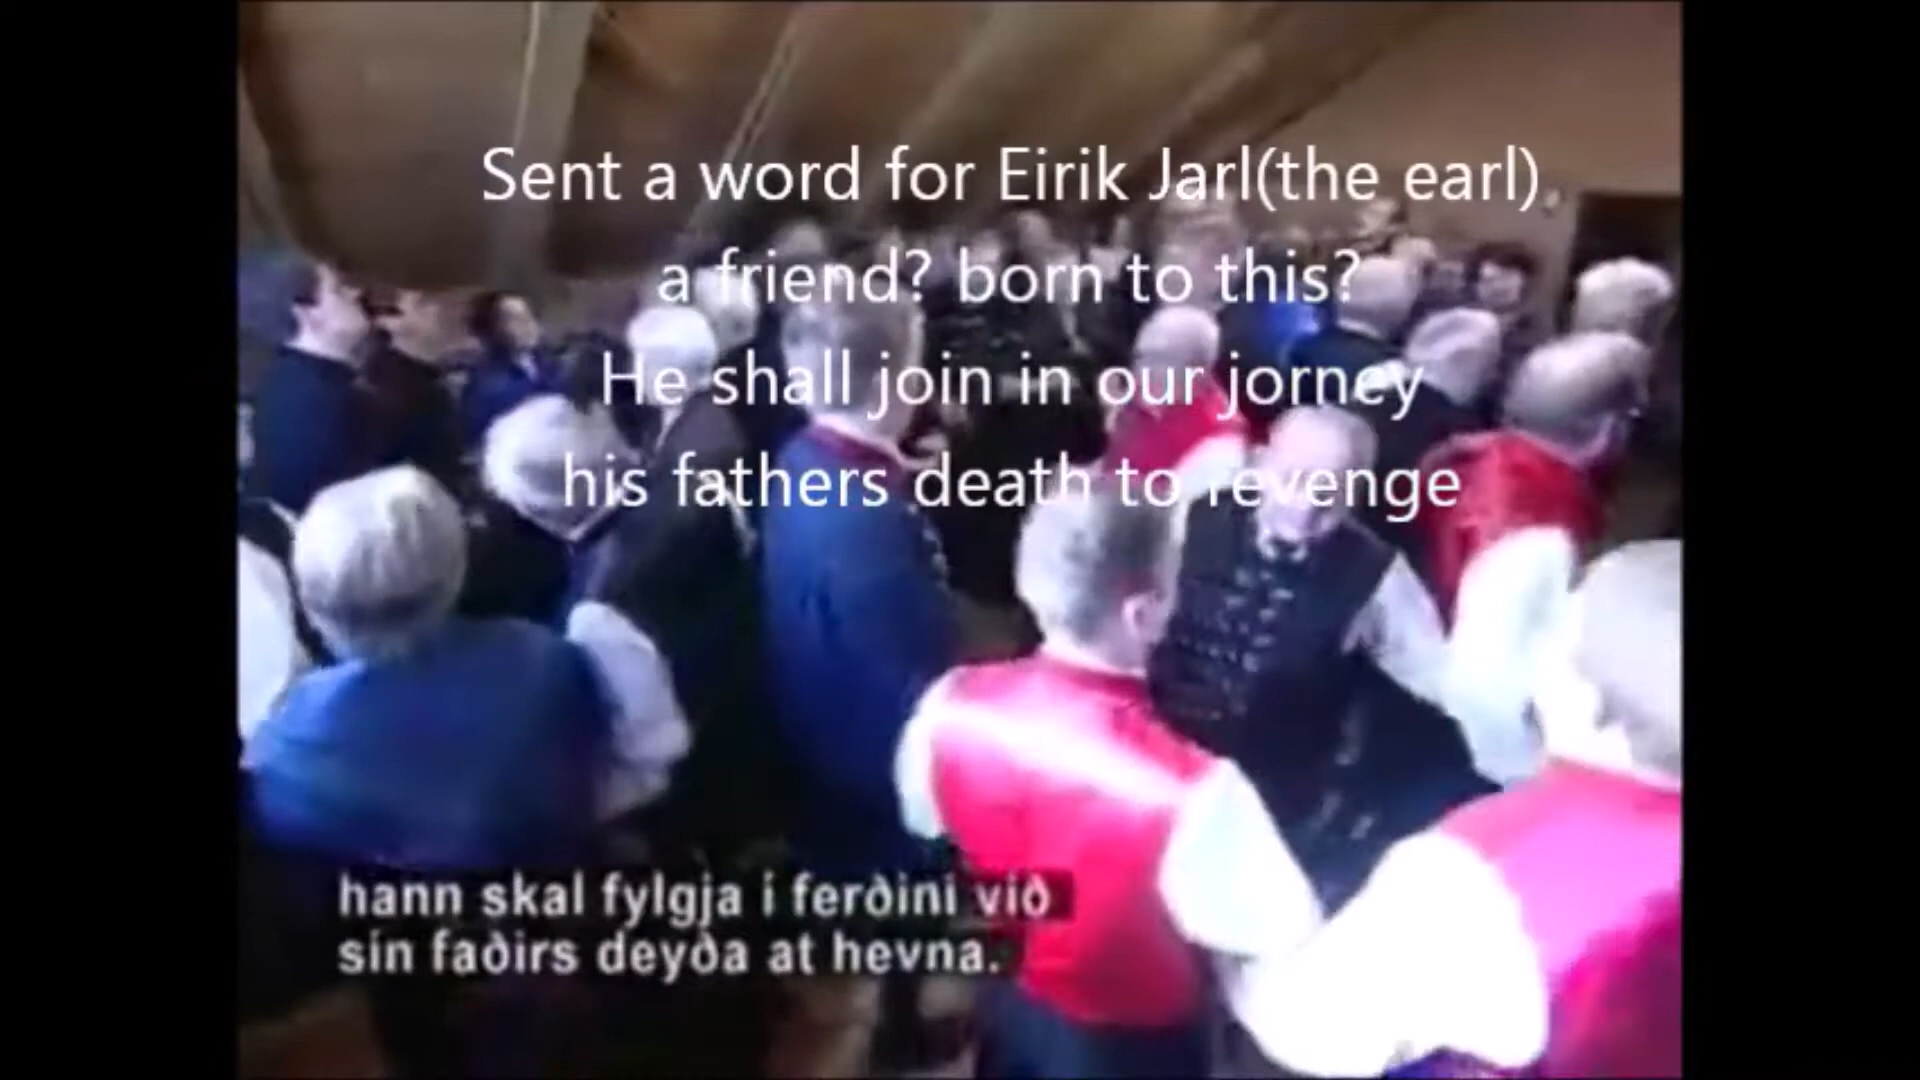 Sent a word for Eirik Jarl(the earl),
a friend? born to this?
He shall join in our jorney
his fathers death to revenge
hann skal fylgja í ferðini við
sín faðirs deyða at hevna.